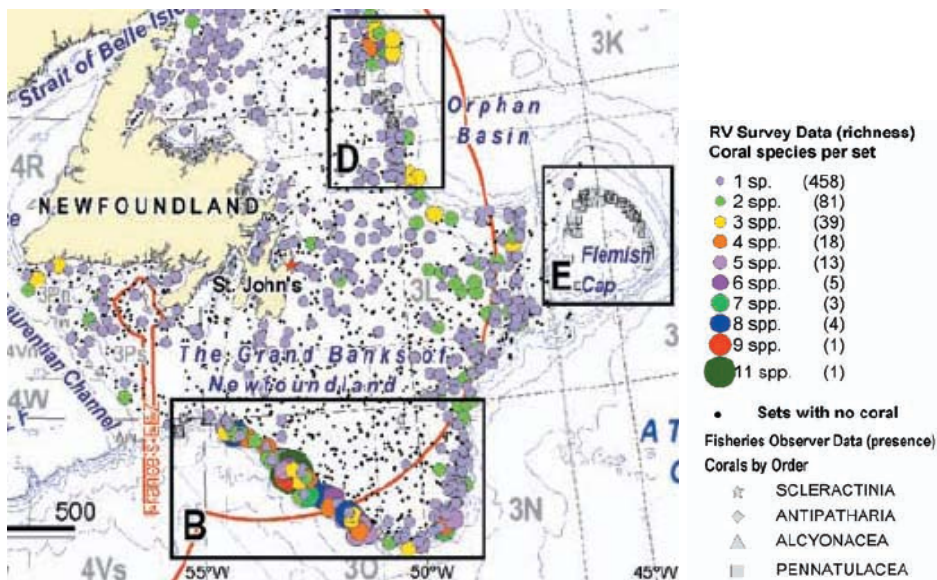 Strait of Belle Isl
3K
Orphan
Basin
4R
D
NEWFOUNDLAND
E
Flemish
Cap
St. John's
3L
3Pn
aurentian Channel
4Vn
3Ps
The Grand Banks of
Newfoundland
4W
A T
B
3N
500
4Vs
55°W
3O
50°W
45°W
RV Survey Data (richness)
Coral species per set
1 sp. (458)
2 spp. (81)
3 spp. (39)
4 spp. (18)
5 spp. (13)
6 spp. (5)
7 spp. (3)
8 spp. (4)
9 spp. (1)
11 spp. (1)
Sets with no coral
Fisheries Observer Data (presence)
Corals by Order
SCLERACTINIA
ANTIPATHARIA
ALCYONACEA
PENNATULACEA